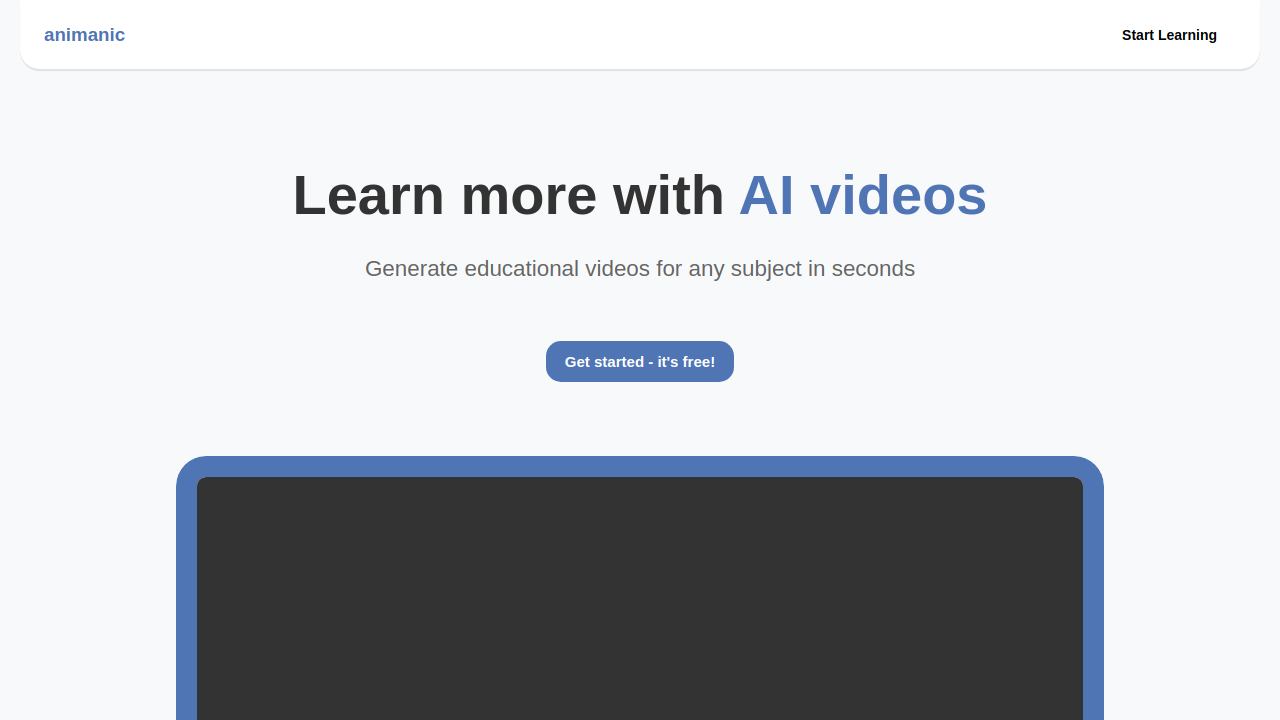 animanic
Start Learning
Learn more with AI videos
Generate educational videos for any subject in seconds
Get started - it's free!